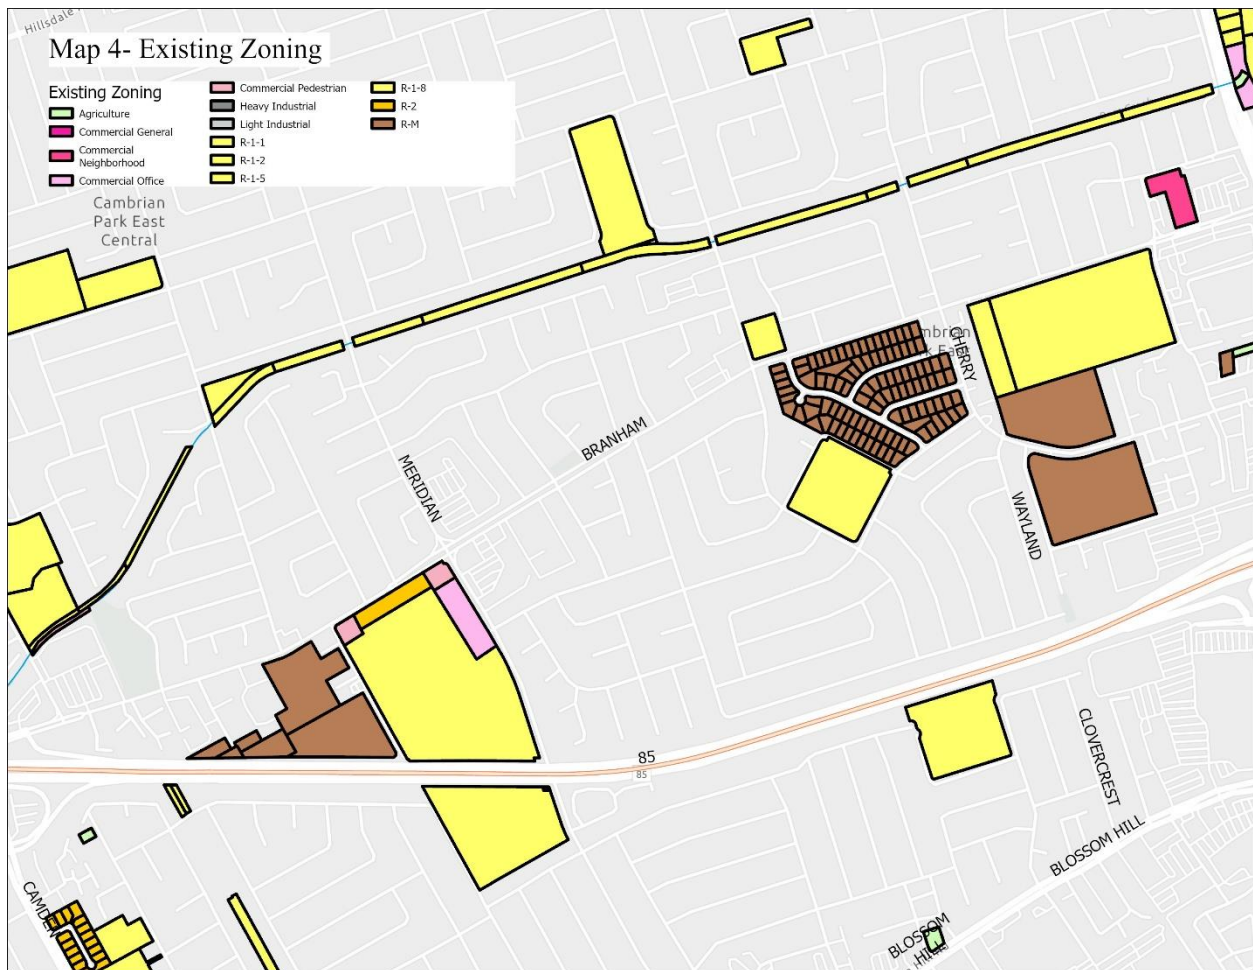 Hillsdale
Map 4- Existing Zoning
Existing Zoning
Agriculture
Commercial General
Commercial
Neighborhood
Commercial Office
Commercial Pedestrian
Heavy Industrial
Light Industrial
R-1-1
R-1-2
R-1-5
R-1-8
R-2
R-M
Cambrian
Park East
Central
CHERRY
BRANHAM
MERIDIAN
WAYLAND
85
85
CLOVERCREST
BLOSSOM HILL
CAMDEN
BLOSSOM
HILL